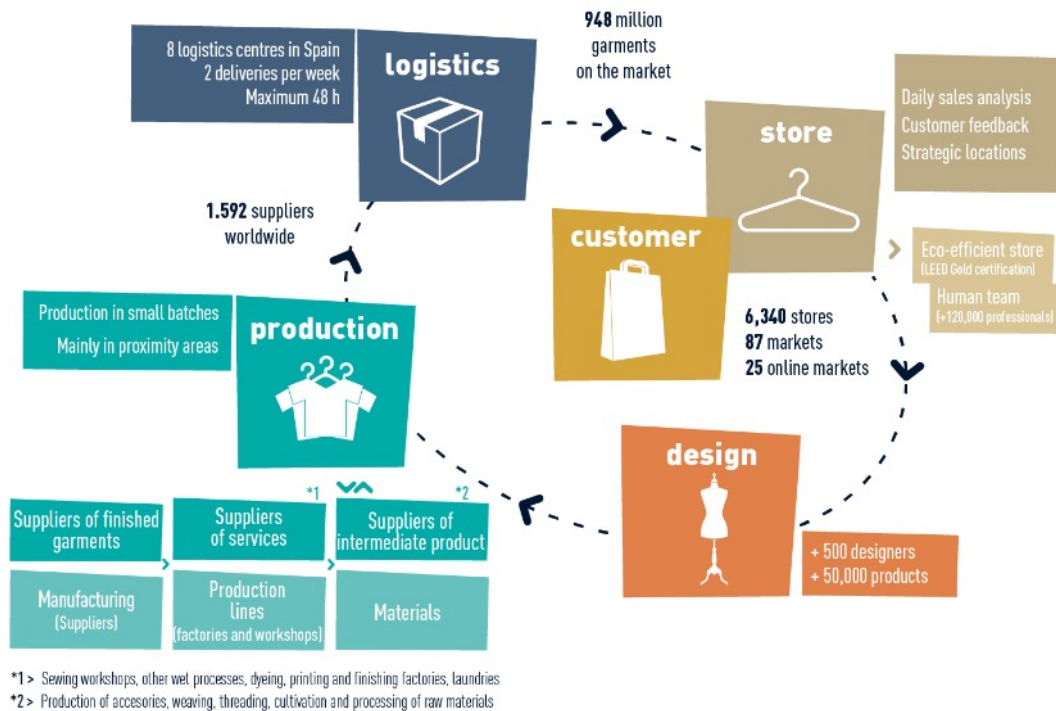 8 logistics centres in Spain
2 deliveries per week
Maximum 48 h
logistics
948 million
garments
on the market
store
Daily sales analysis
Customer feedback
Strategic locations
1.592 suppliers
worldwide
customer
Eco-efficient store
(LEED Gold certification)
Human team
(+120,000 professionals)
Production in small batches
Mainly in proximity areas
production
6,340 stores
87 markets
25 online markets
design
+ 500 designers
+ 50,000 products
*1
*2
Suppliers of finished
garments
Suppliers
of services
Suppliers of
intermediate product
Manufacturing
(Suppliers)
Production
lines
(factories and workshops)
Materials
*1 > Sewing workshops, other wet processes, dyeing, printing and finishing factories, laundries
*2 > Production of accesories, weaving, threading, cultivation and processing of raw materials